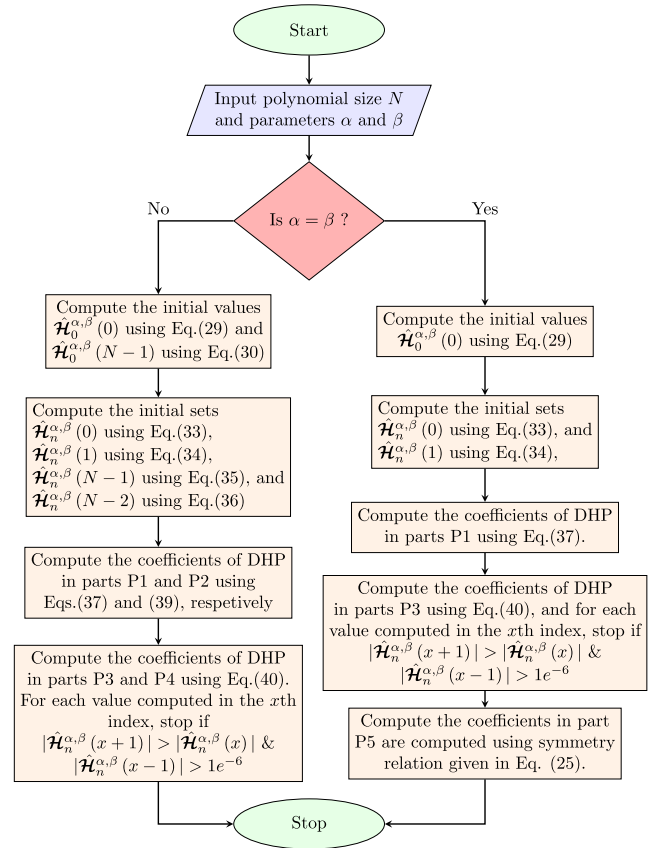 Start
Input polynomial size N
and parameters α and β
Is α = β ?
No
Compute the initial values
𝓗̂₀^{α,β} (0) using Eq.(29) and
𝓗̂₀^{α,β} (N − 1) using Eq.(30)
Compute the initial sets
𝓗̂ₙ^{α,β} (0) using Eq.(33),
𝓗̂ₙ^{α,β} (1) using Eq.(34),
𝓗̂ₙ^{α,β} (N − 1) using Eq.(35), and
𝓗̂ₙ^{α,β} (N − 2) using Eq.(36)
Compute the coefficients of DHP
in parts P1 and P2 using
Eqs.(37) and (39), respetively
Compute the coefficients of DHP
in parts P3 and P4 using Eq.(40).
For each value computed in the xth
index, stop if
|𝓗̂ₙ^{α,β} (x + 1) | > |𝓗̂ₙ^{α,β} (x) | &
|𝓗̂ₙ^{α,β} (x − 1) | > 1e⁻⁶
Yes
Compute the initial values
𝓗̂₀^{α,β} (0) using Eq.(29)
Compute the initial sets
𝓗̂ₙ^{α,β} (0) using Eq.(33), and
𝓗̂ₙ^{α,β} (1) using Eq.(34),
Compute the coefficients of DHP
in parts P1 using Eq.(37).
Compute the coefficients of DHP
in parts P3 using Eq.(40), and for each
value computed in the xth index, stop if
|𝓗̂ₙ^{α,β} (x + 1) | > |𝓗̂ₙ^{α,β} (x) | &
|𝓗̂ₙ^{α,β} (x − 1) | > 1e⁻⁶
Compute the coefficients in part
P5 are computed using symmetry
relation given in Eq. (25).
Stop